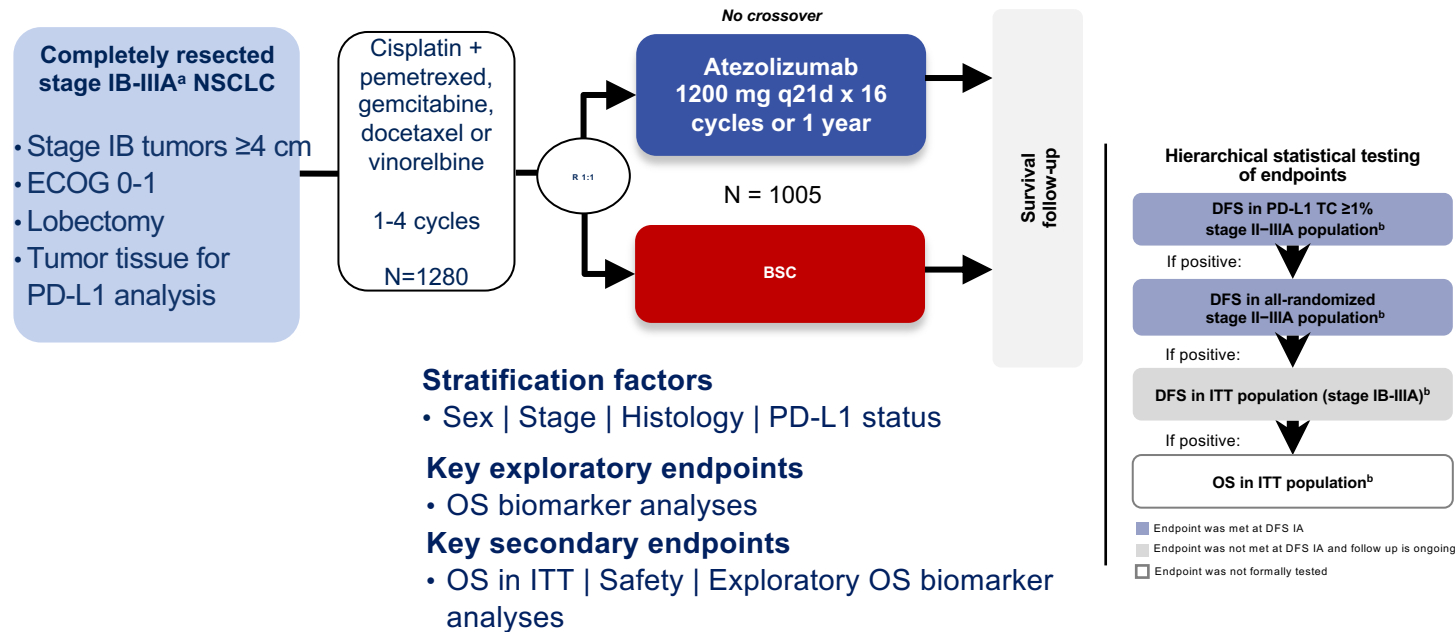 No crossover
Completely resected
stage IB-IIIAª NSCLC
• Stage IB tumors ≥4 cm
• ECOG 0-1
• Lobectomy
• Tumor tissue for
PD-L1 analysis
Cisplatin +
pemetrexed,
gemcitabine,
docetaxel or
vinorelbine
1-4 cycles
N=1280
R 1:1
Atezolizumab
1200 mg q21d x 16
cycles or 1 year
N = 1005
BSC
Survival
follow-up
Stratification factors
• Sex | Stage | Histology | PD-L1 status
Key exploratory endpoints
• OS biomarker analyses
Key secondary endpoints
• OS in ITT | Safety | Exploratory OS biomarker
analyses
Hierarchical statistical testing
of endpoints
DFS in PD-L1 TC ≥1%
stage II–IIIA populationᵇ
If positive:
DFS in all-randomized
stage II–IIIA populationᵇ
If positive:
DFS in ITT population (stage IB-IIIA)ᵇ
If positive:
OS in ITT populationᵇ
Endpoint was met at DFS IA
Endpoint was not met at DFS IA and follow up is ongoing
Endpoint was not formally tested